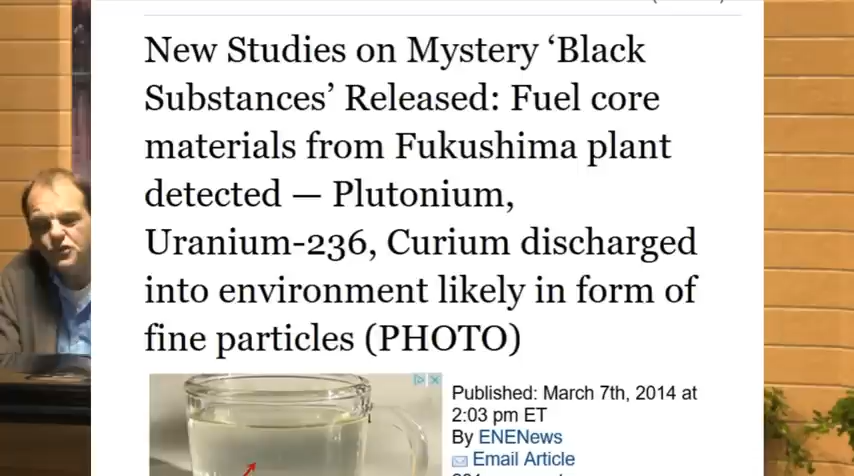 New Studies on Mystery ‘Black
Substances’ Released: Fuel core
materials from Fukushima plant
detected — Plutonium,
Uranium-236, Curium discharged
into environment likely in form of
fine particles (PHOTO)
Published: March 7th, 2014 at
2:03 pm ET
By ENENews
Email Article